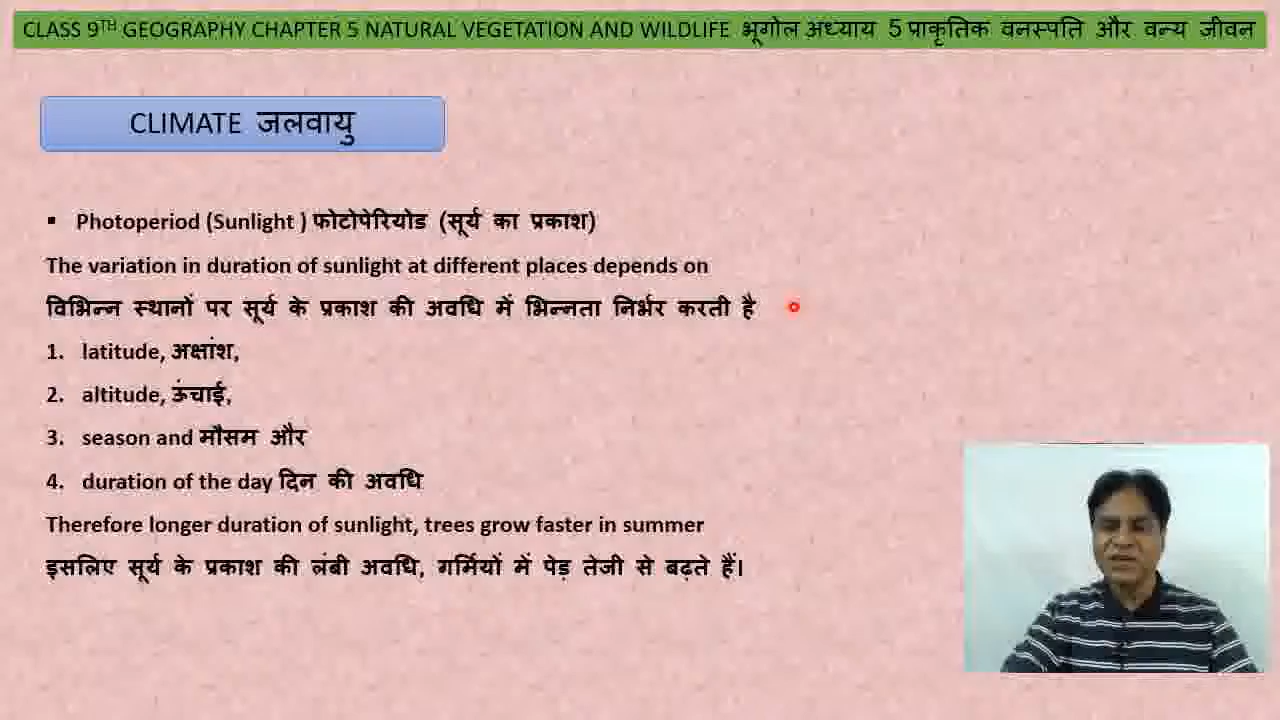 CLASS 9TH GEOGRAPHY CHAPTER 5 NATURAL VEGETATION AND WILDLIFE भूगोल अध्याय 5 प्राकृतिक वनस्पति और वन्य जीवन
CLIMATE जलवायु
▪ Photoperiod (Sunlight ) फोटोपेरियोड (सूर्य का प्रकाश)
The variation in duration of sunlight at different places depends on
विभिन्न स्थानों पर सूर्य के प्रकाश की अवधि में भिन्नता निर्भर करती है
1. latitude, अक्षांश,
2. altitude, ऊंचाई,
3. season and मौसम और
4. duration of the day दिन की अवधि
Therefore longer duration of sunlight, trees grow faster in summer
इसलिए सूर्य के प्रकाश की लंबी अवधि, गर्मियों में पेड़ तेजी से बढ़ते हैं।